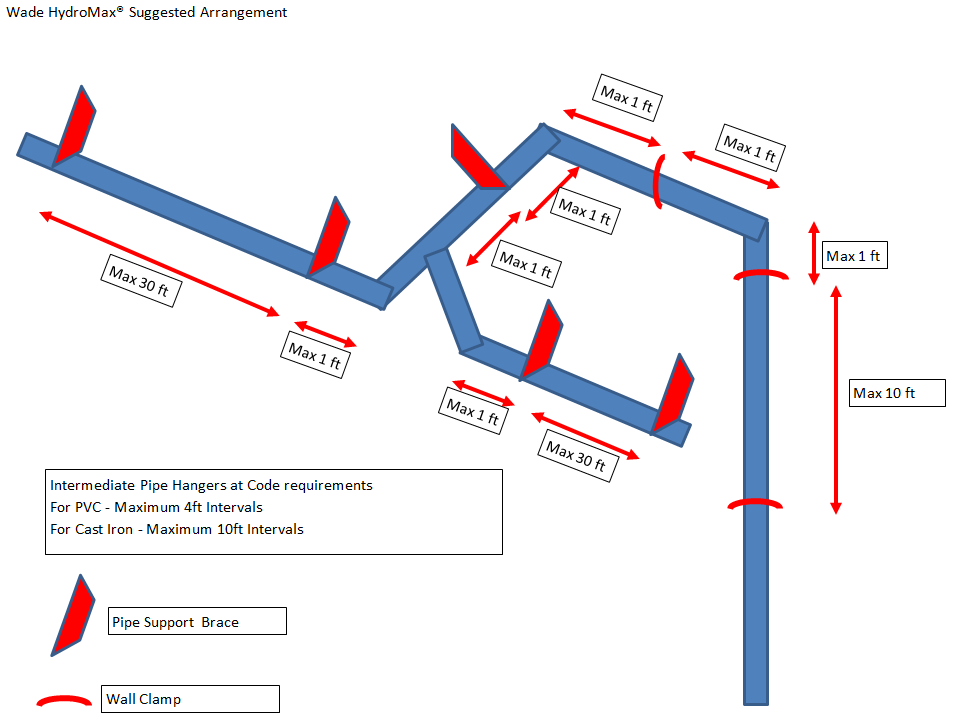 Wade HydroMax® Suggested Arrangement
Max 1 ft
Max 1 ft
Max 1 ft
Max 1 ft
Max 1 ft
Max 30 ft
Max 1 ft
Max 10 ft
Max 1 ft
Max 30 ft
Intermediate Pipe Hangers at Code requirements
For PVC - Maximum 4ft Intervals
For Cast Iron - Maximum 10ft Intervals
Pipe Support Brace
Wall Clamp